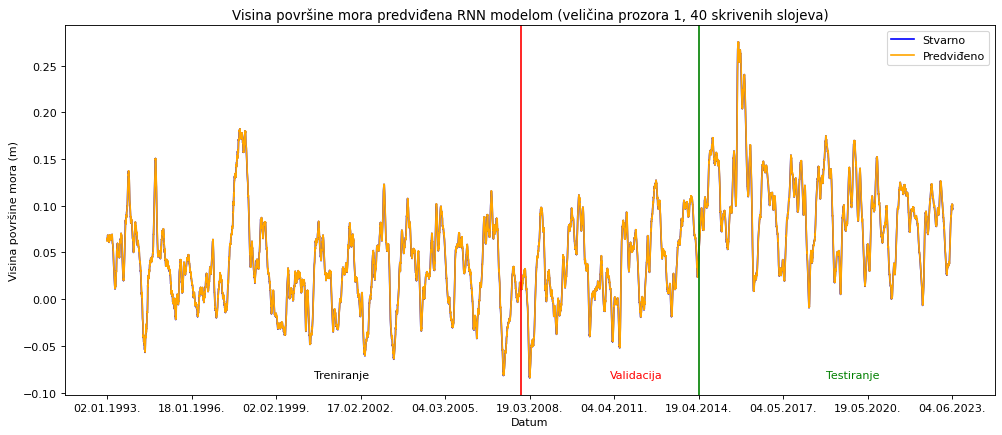 Visina površine mora predviđena RNN modelom (veličina prozora 1, 40 skrivenih slojeva)
Stvarno
Predviđeno
Visina površine mora (m)
0.25
0.20
0.15
0.10
0.05
0.00
−0.05
−0.10
Treniranje
Validacija
Testiranje
02.01.1993.
18.01.1996.
02.02.1999.
17.02.2002.
04.03.2005.
19.03.2008.
04.04.2011.
19.04.2014.
04.05.2017.
19.05.2020.
04.06.2023.
Datum